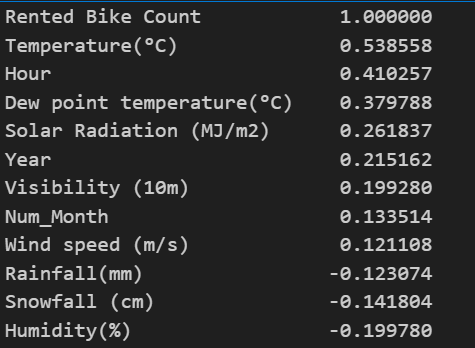 Rented Bike Count 1.000000
Temperature(°C) 0.538558
Hour 0.410257
Dew point temperature(°C) 0.379788
Solar Radiation (MJ/m2) 0.261837
Year 0.215162
Visibility (10m) 0.199280
Num_Month 0.133514
Wind speed (m/s) 0.121108
Rainfall(mm) -0.123074
Snowfall (cm) -0.141804
Humidity(%) -0.199780